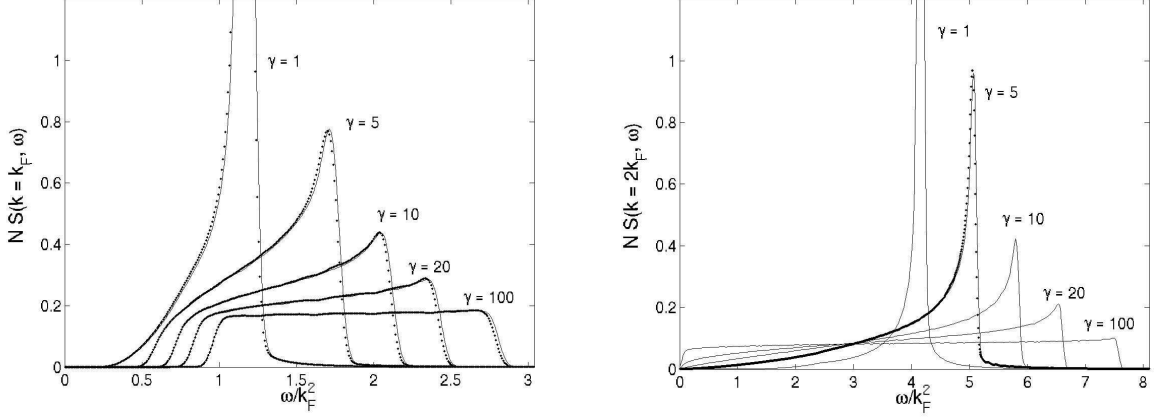 N S(k = k_F, ω)
1
0.8
0.6
0.4
0.2
0
γ = 1
γ = 5
γ = 10
γ = 20
γ = 100
0 0.5 1 1.5 2 2.5 3
ω/k_F^2
N S(k = 2k_F, ω)
1
0.8
0.6
0.4
0.2
0
γ = 1
γ = 5
γ = 10
γ = 20
γ = 100
0 1 2 3 4 5 6 7 8
ω/k_F^2